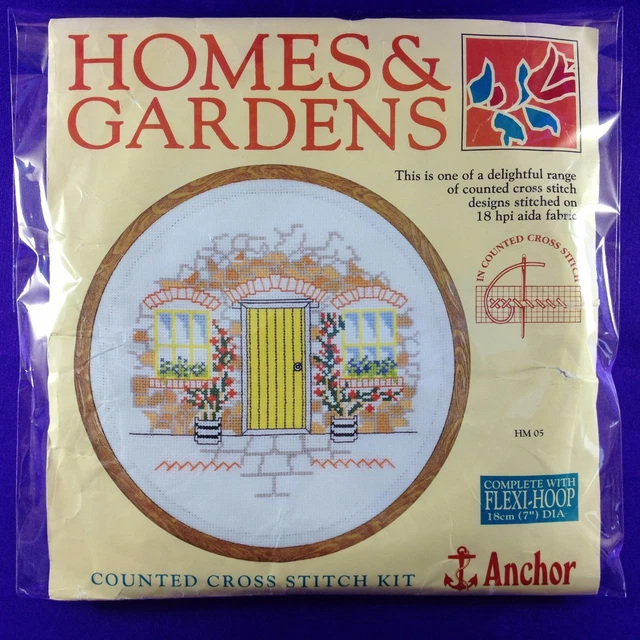 HOMES &
GARDENS
This is one of a delightful range
of counted cross stitch
designs stitched on
18 hpi aida fabric
IN COUNTED CROSS STITCH
HM 05
COMPLETE WITH
FLEXI-HOOP
18cm (7") DIA
COUNTED CROSS STITCH KIT
Anchor